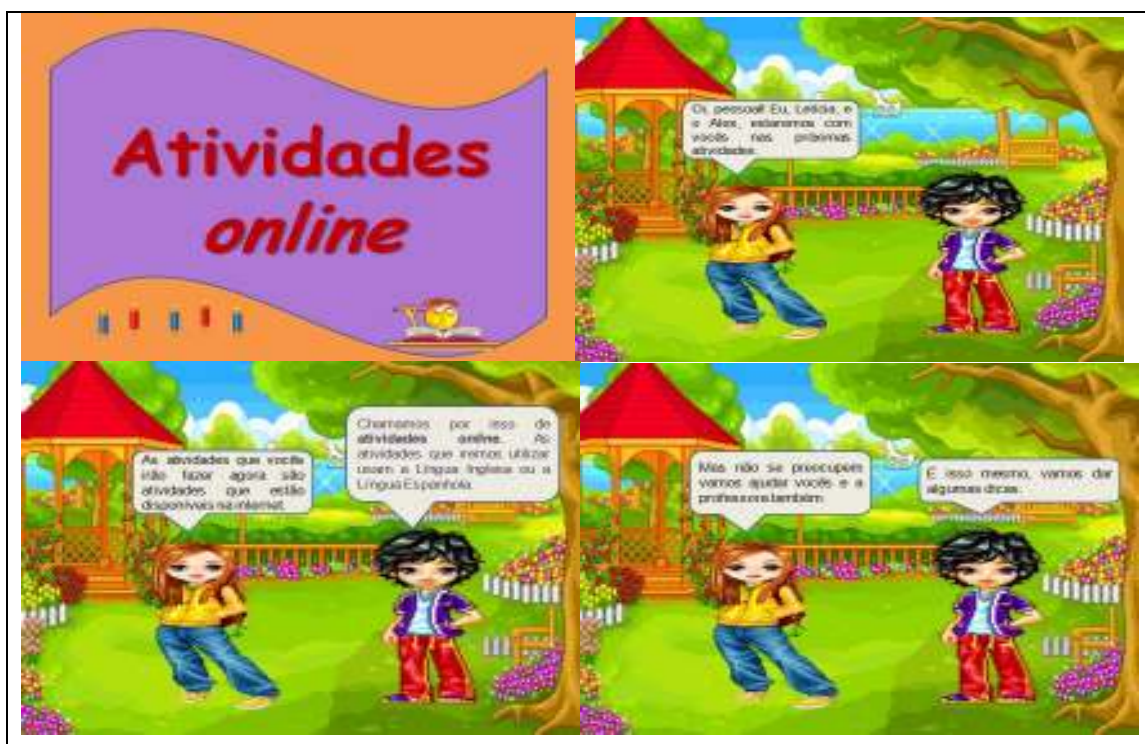 Atividades
online
Oi, pessoal! Eu, Letícia, e
o Alex, estaremos com
vocês nas próximas
atividades.
As atividades que vocês
irão fazer agora são
atividades que estão
disponíveis na internet.
Chamamos por isso de
atividades online. As
atividades que iremos utilizar
usam a Língua Inglesa ou a
Língua Espanhola.
Mas não se preocupem
vamos ajudar vocês e a
professora também.
E isso mesmo, vamos dar
algumas dicas.